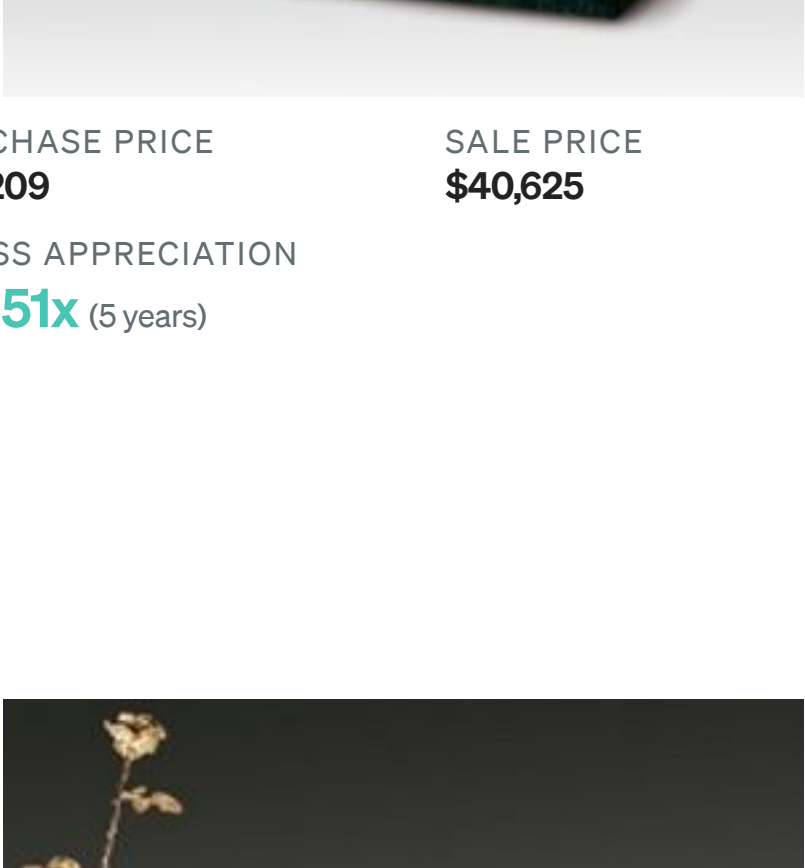 CHASE PRICE
SALE PRICE
209
$40,625
SS APPRECIATION
51x (5 years)